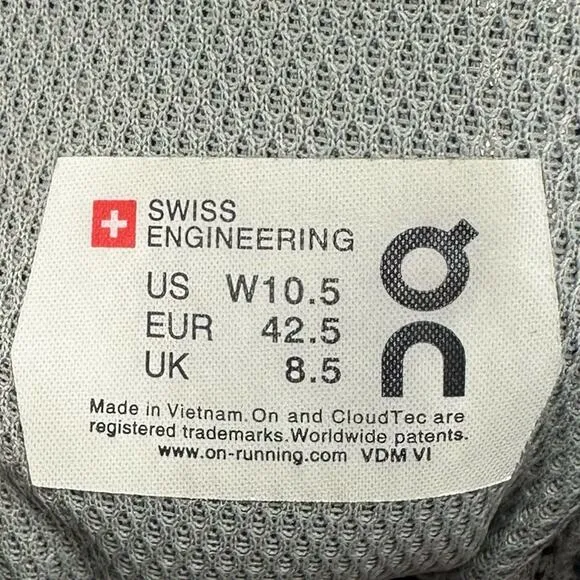 SWISS
ENGINEERING
US W10.5
EUR 42.5
UK 8.5
On
Made in Vietnam. On and CloudTec are
registered trademarks. Worldwide patents.
www.on-running.com VDM VI